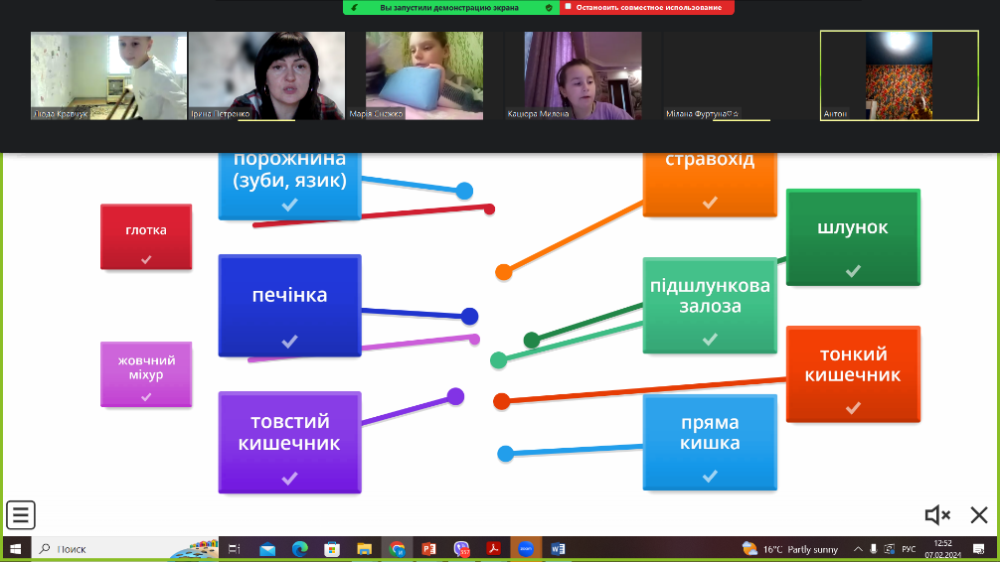 Вы запустили демонстрацию экрана
Остановить совместное использование
Люда Кравчук
Ірина Петренко
Марія Снєжко
Кацюра Милена
Мілана Фуртуна♡☆
Антон
порожнина
(зуби, язик)
стравохід
глотка
шлунок
печінка
підшлункова
залоза
жовчний
міхур
тонкий
кишечник
товстий
кишечник
пряма
кишка
Поиск
16°C Partly sunny
РУС
12:52
07.02.2024